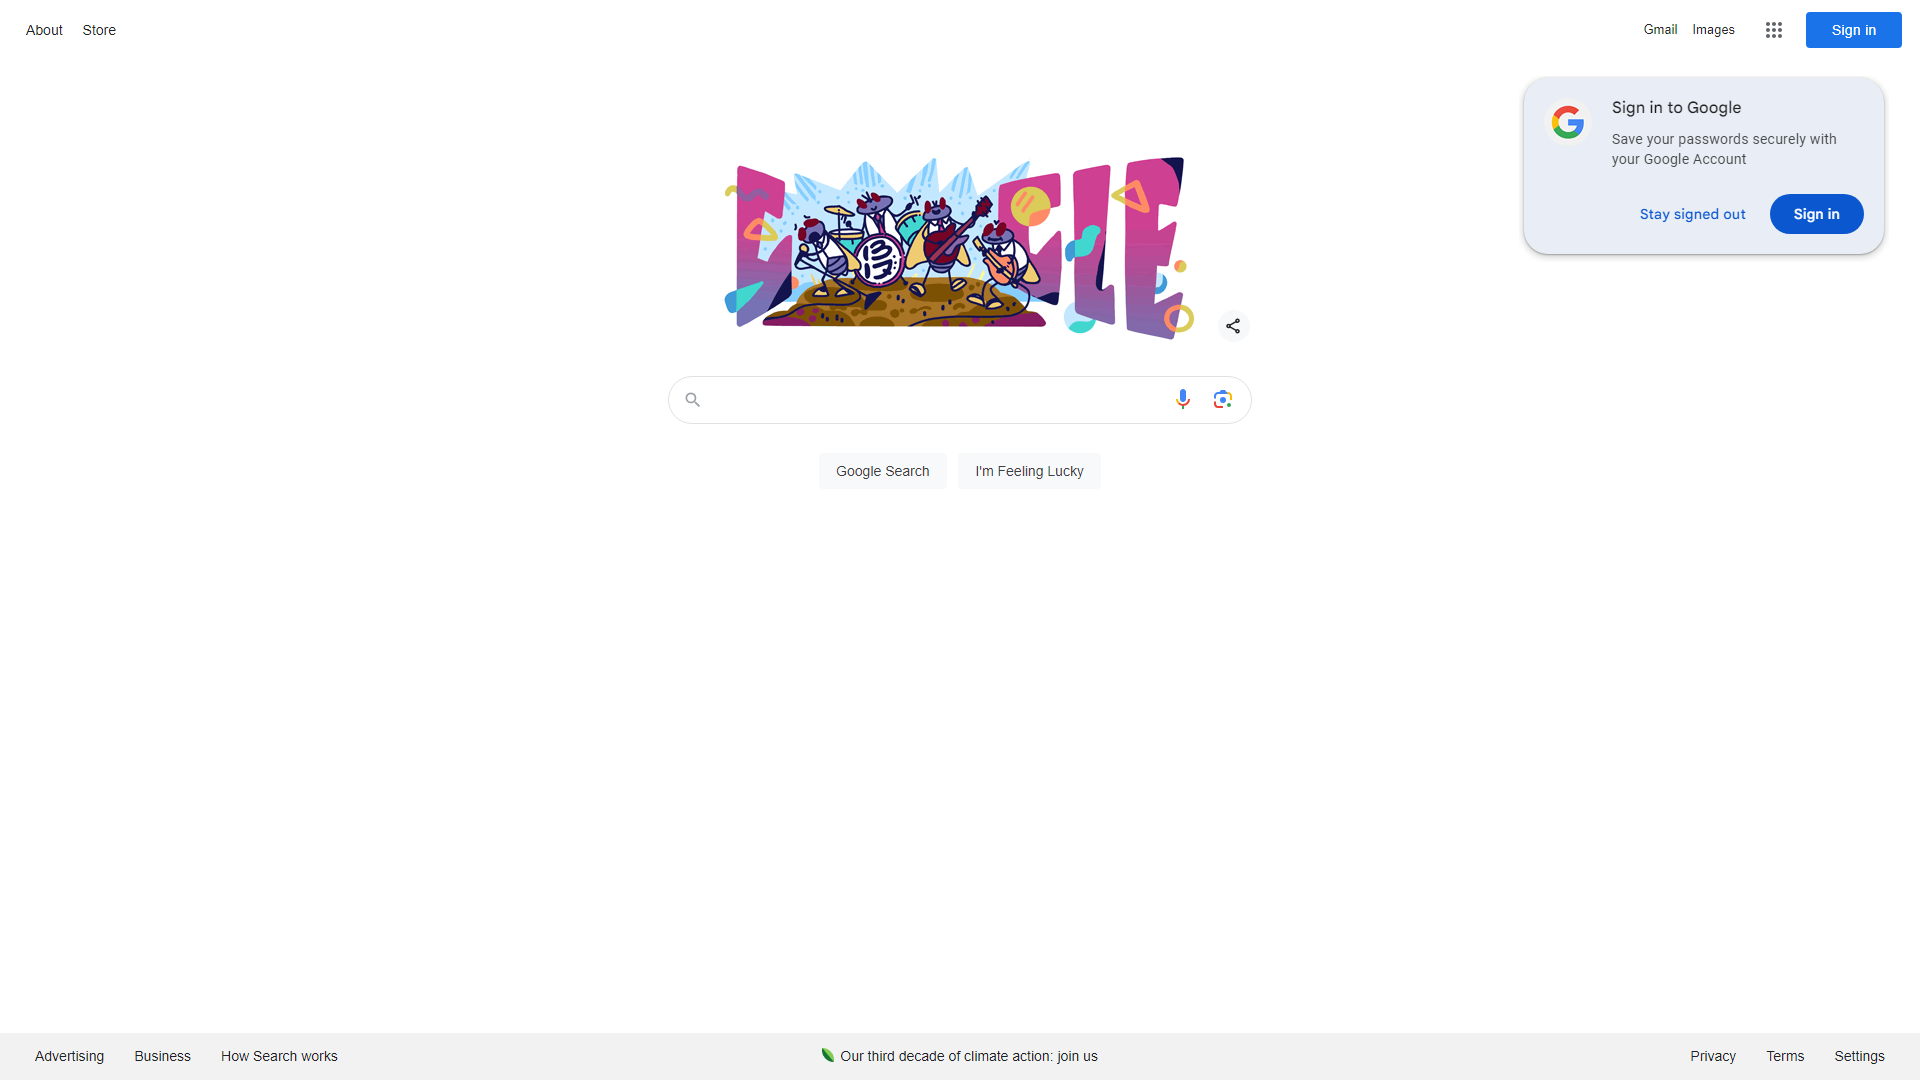 About Store
Gmail Images Sign in
Sign in to Google
Save your passwords securely with
your Google Account
Stay signed out Sign in
Google Search I'm Feeling Lucky
Advertising Business How Search works
Our third decade of climate action: join us
Privacy Terms Settings